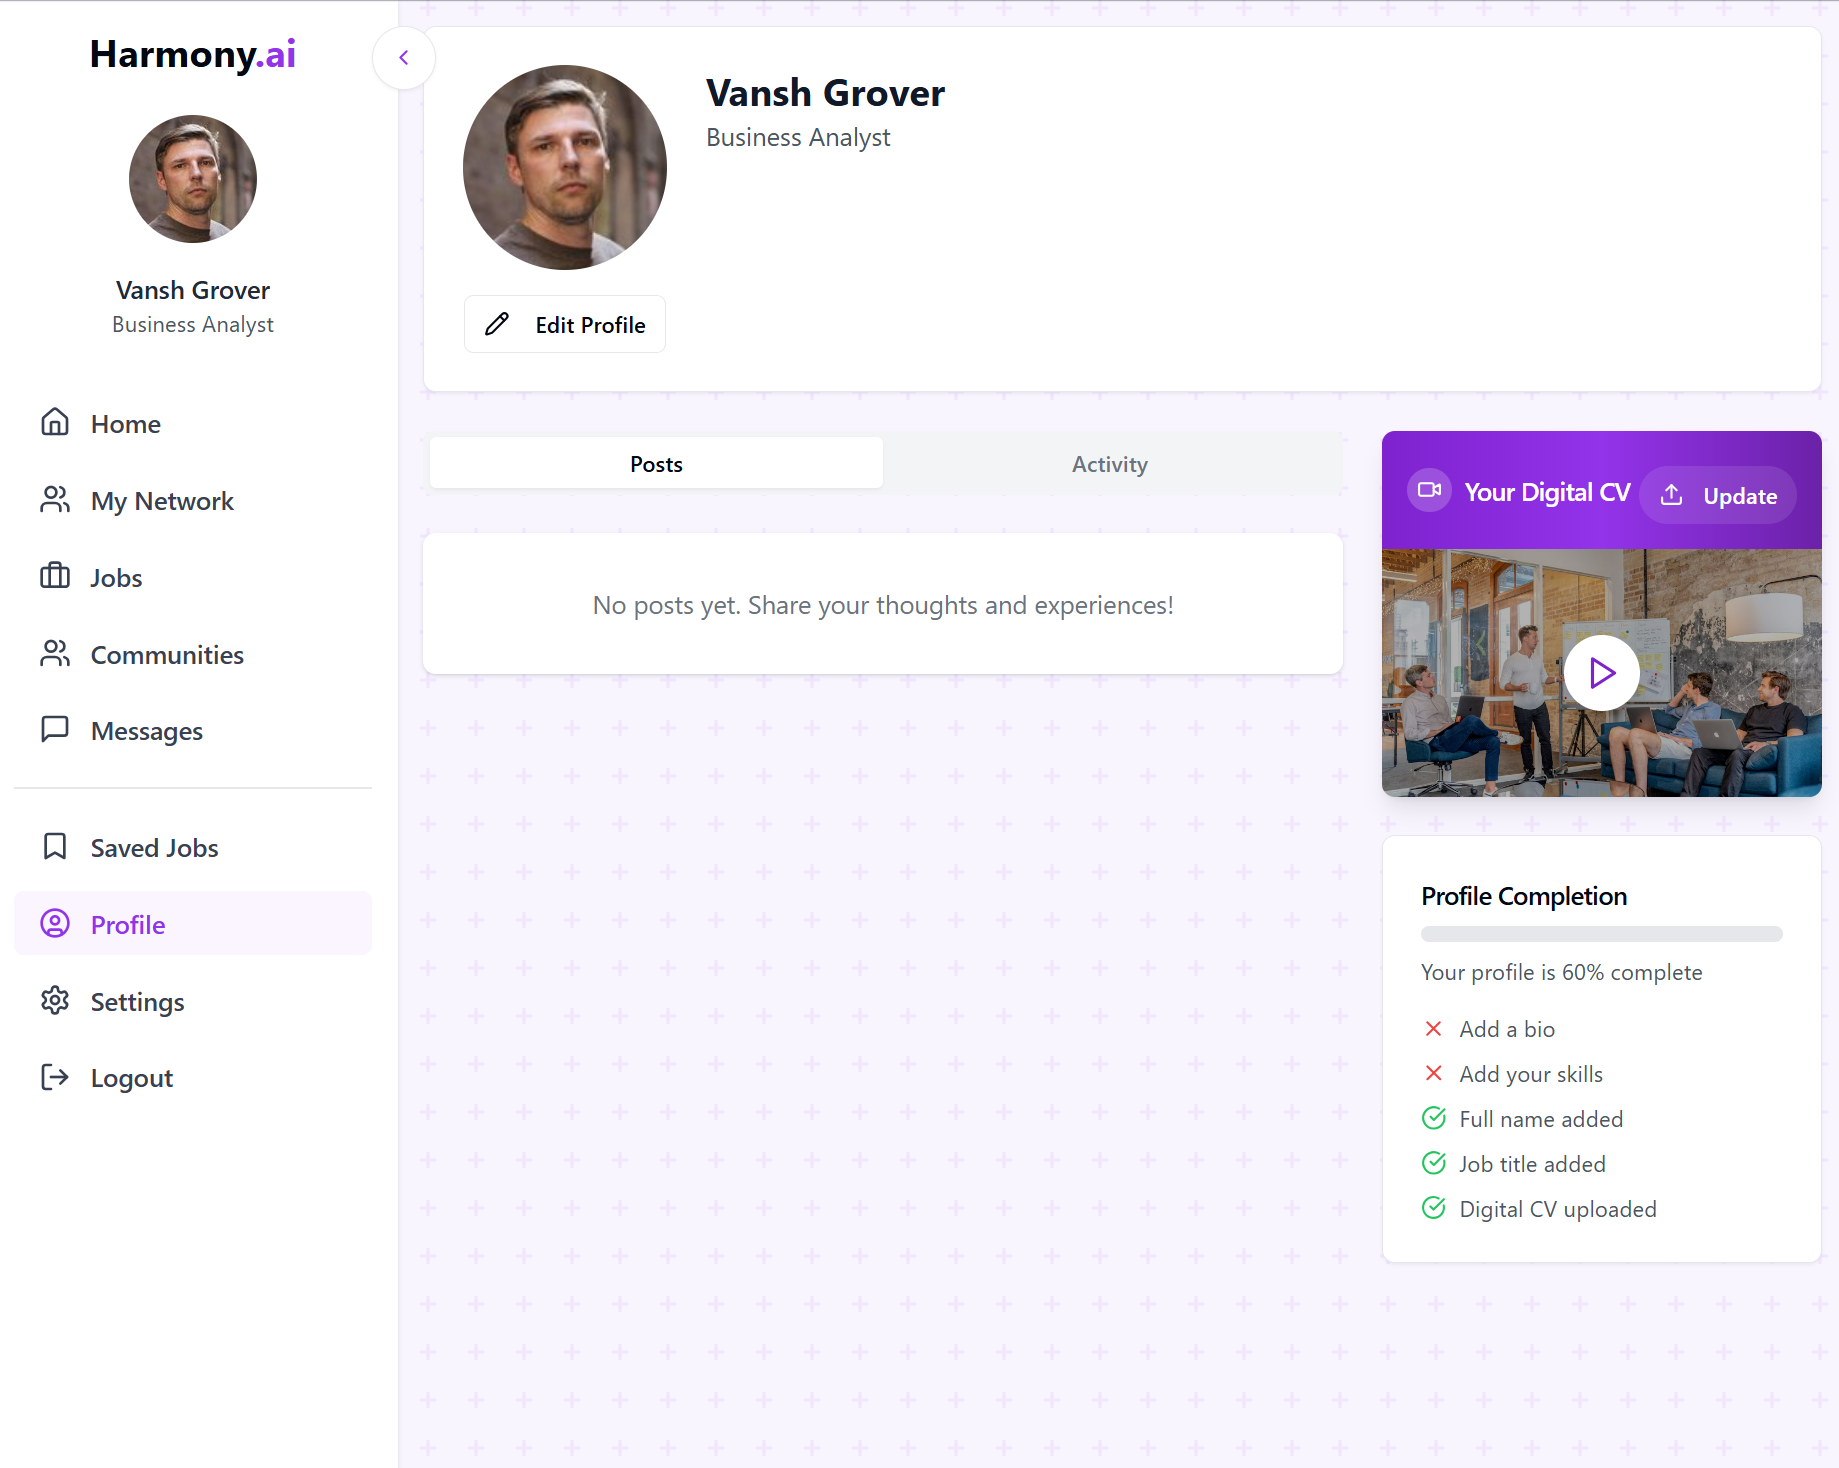 Harmony.ai
Vansh Grover
Business Analyst
Home
My Network
Jobs
Communities
Messages
Saved Jobs
Profile
Settings
Logout
Vansh Grover
Business Analyst
Edit Profile
Posts
Activity
No posts yet. Share your thoughts and experiences!
Your Digital CV
Update
Profile Completion
Your profile is 60% complete
Add a bio
Add your skills
Full name added
Job title added
Digital CV uploaded